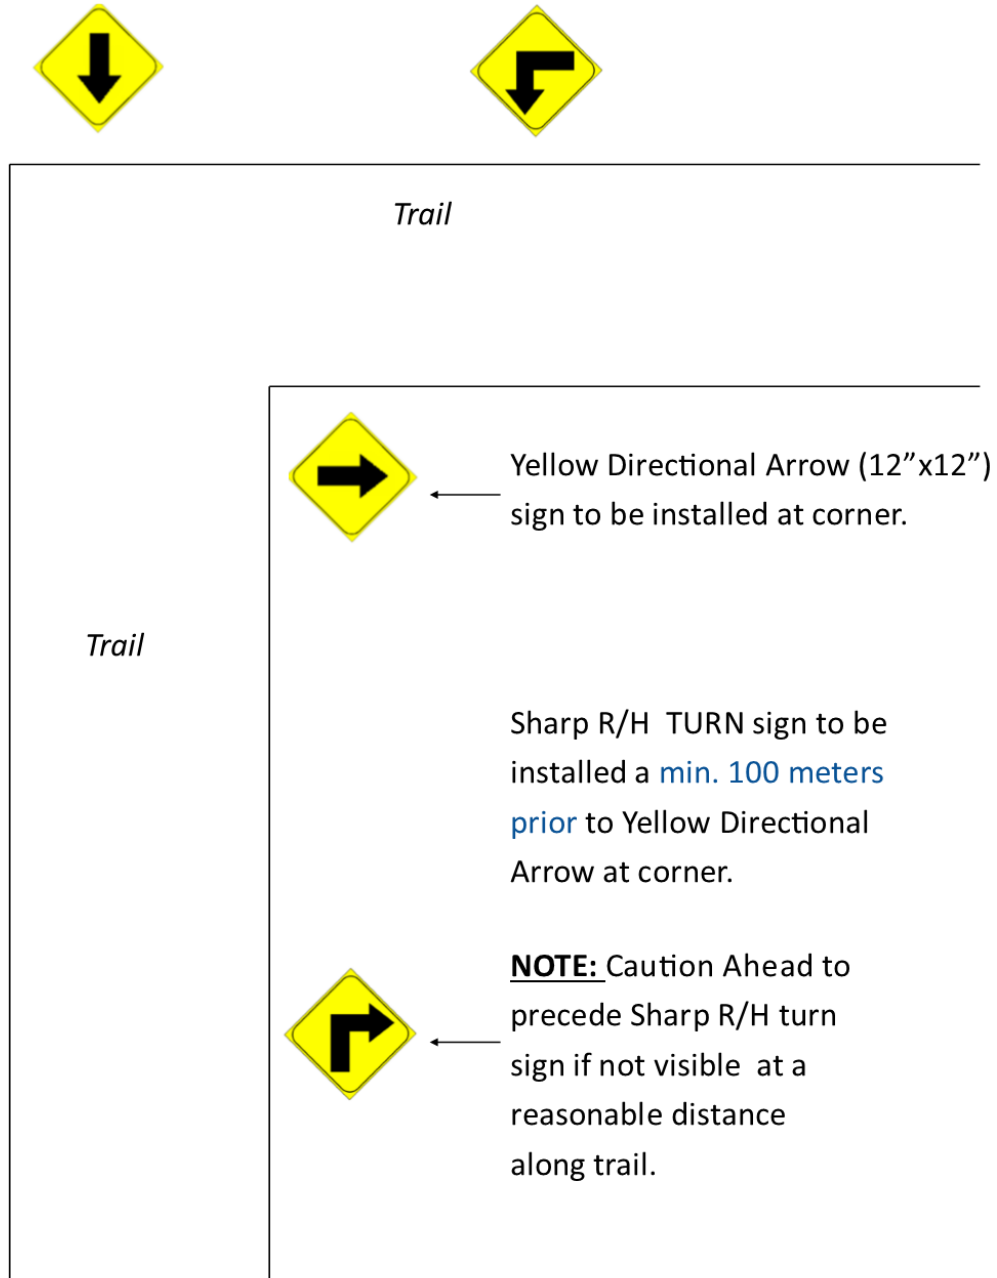 Trail
Yellow Directional Arrow (12”x12”)
sign to be installed at corner.
Trail
Sharp R/H  TURN sign to be
installed a min. 100 meters
prior to Yellow Directional
Arrow at corner.
NOTE: Caution Ahead to
precede Sharp R/H turn
sign if not visible  at a
reasonable distance
along trail.